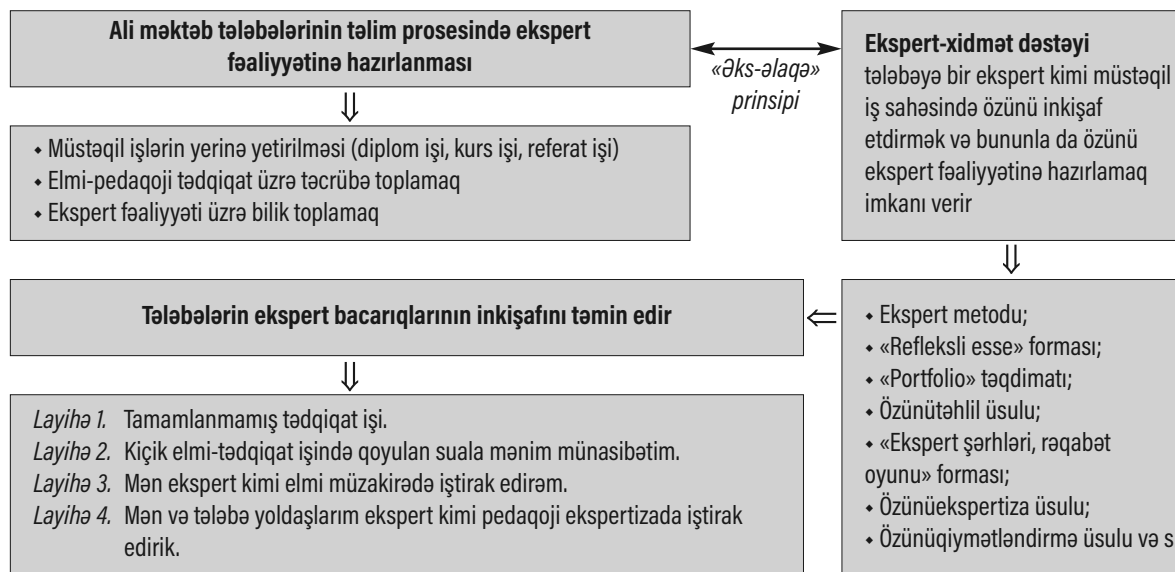 Ali məktəb tələbələrinin təlim prosesində ekspert
fəaliyyətinə hazırlanması
«Əks-əlaqə»
prinsipi
Ekspert-xidmət dəstəyi
tələbəyə bir ekspert kimi müstəqil
iş sahəsində özünü inkişaf
etdirmək və bununla da özünü
ekspert fəaliyyətinə hazırlamaq
imkanı verir
⇓
◆ Müstəqil işlərin yerinə yetirilməsi (diplom işi, kurs işi, referat işi)
◆ Elmi-pedaqoji tədqiqat üzrə təcrübə toplamaq
◆ Ekspert fəaliyyəti üzrə bilik toplamaq
⇓
Tələbələrin ekspert bacarıqlarının inkişafını təmin edir
⇐
◆ Ekspert metodu;
◆ «Refleksli esse» forması;
◆ «Portfolio» təqdimatı;
◆ Özünütəhlil üsulu;
◆ «Ekspert şərhləri, rəqabət
oyunu» forması;
◆ Özünüekspertiza üsulu;
◆ Özünüqiymətləndirmə üsulu və s
⇓
Layihə 1. Tamamlanmamış tədqiqat işi.
Layihə 2. Kiçik elmi-tədqiqat işində qoyulan suala mənim münasibətim.
Layihə 3. Mən ekspert kimi elmi müzakirədə iştirak edirəm.
Layihə 4. Mən və tələbə yoldaşlarım ekspert kimi pedaqoji ekspertizada iştirak
edirik.